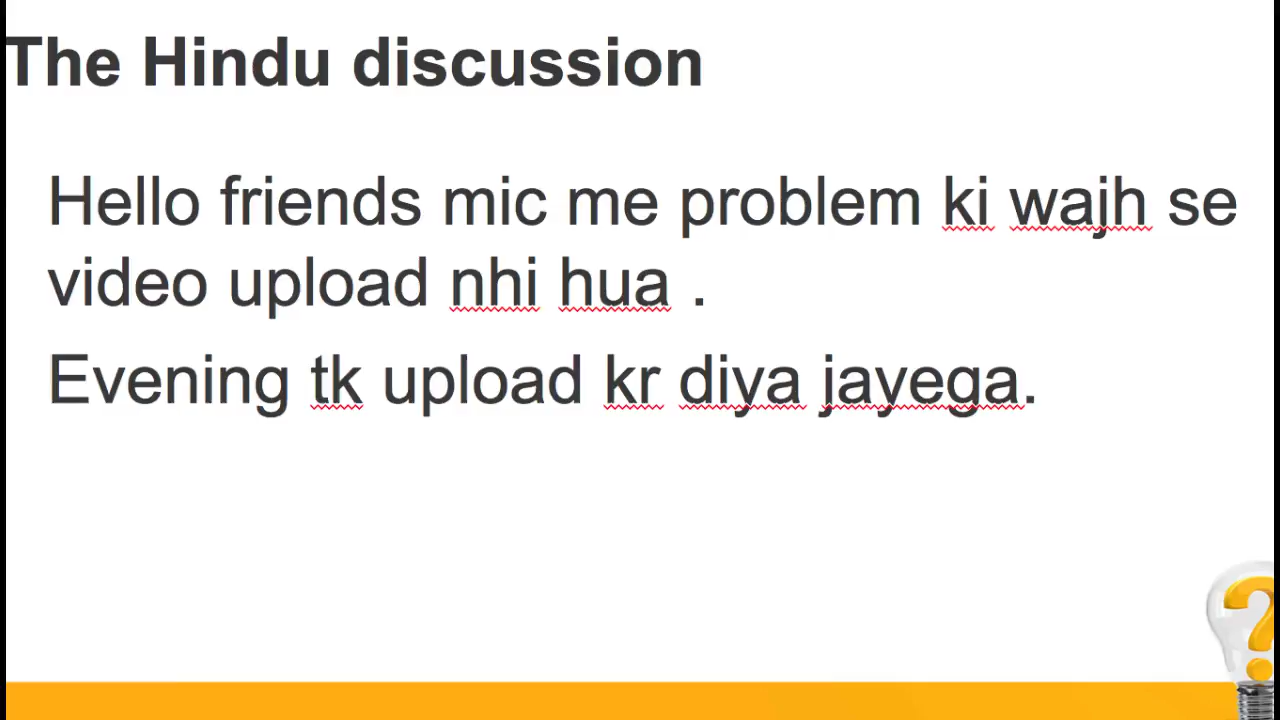 The Hindu discussion
Hello friends mic me problem ki wajh se
video upload nhi hua .
Evening tk upload kr diya jayega.